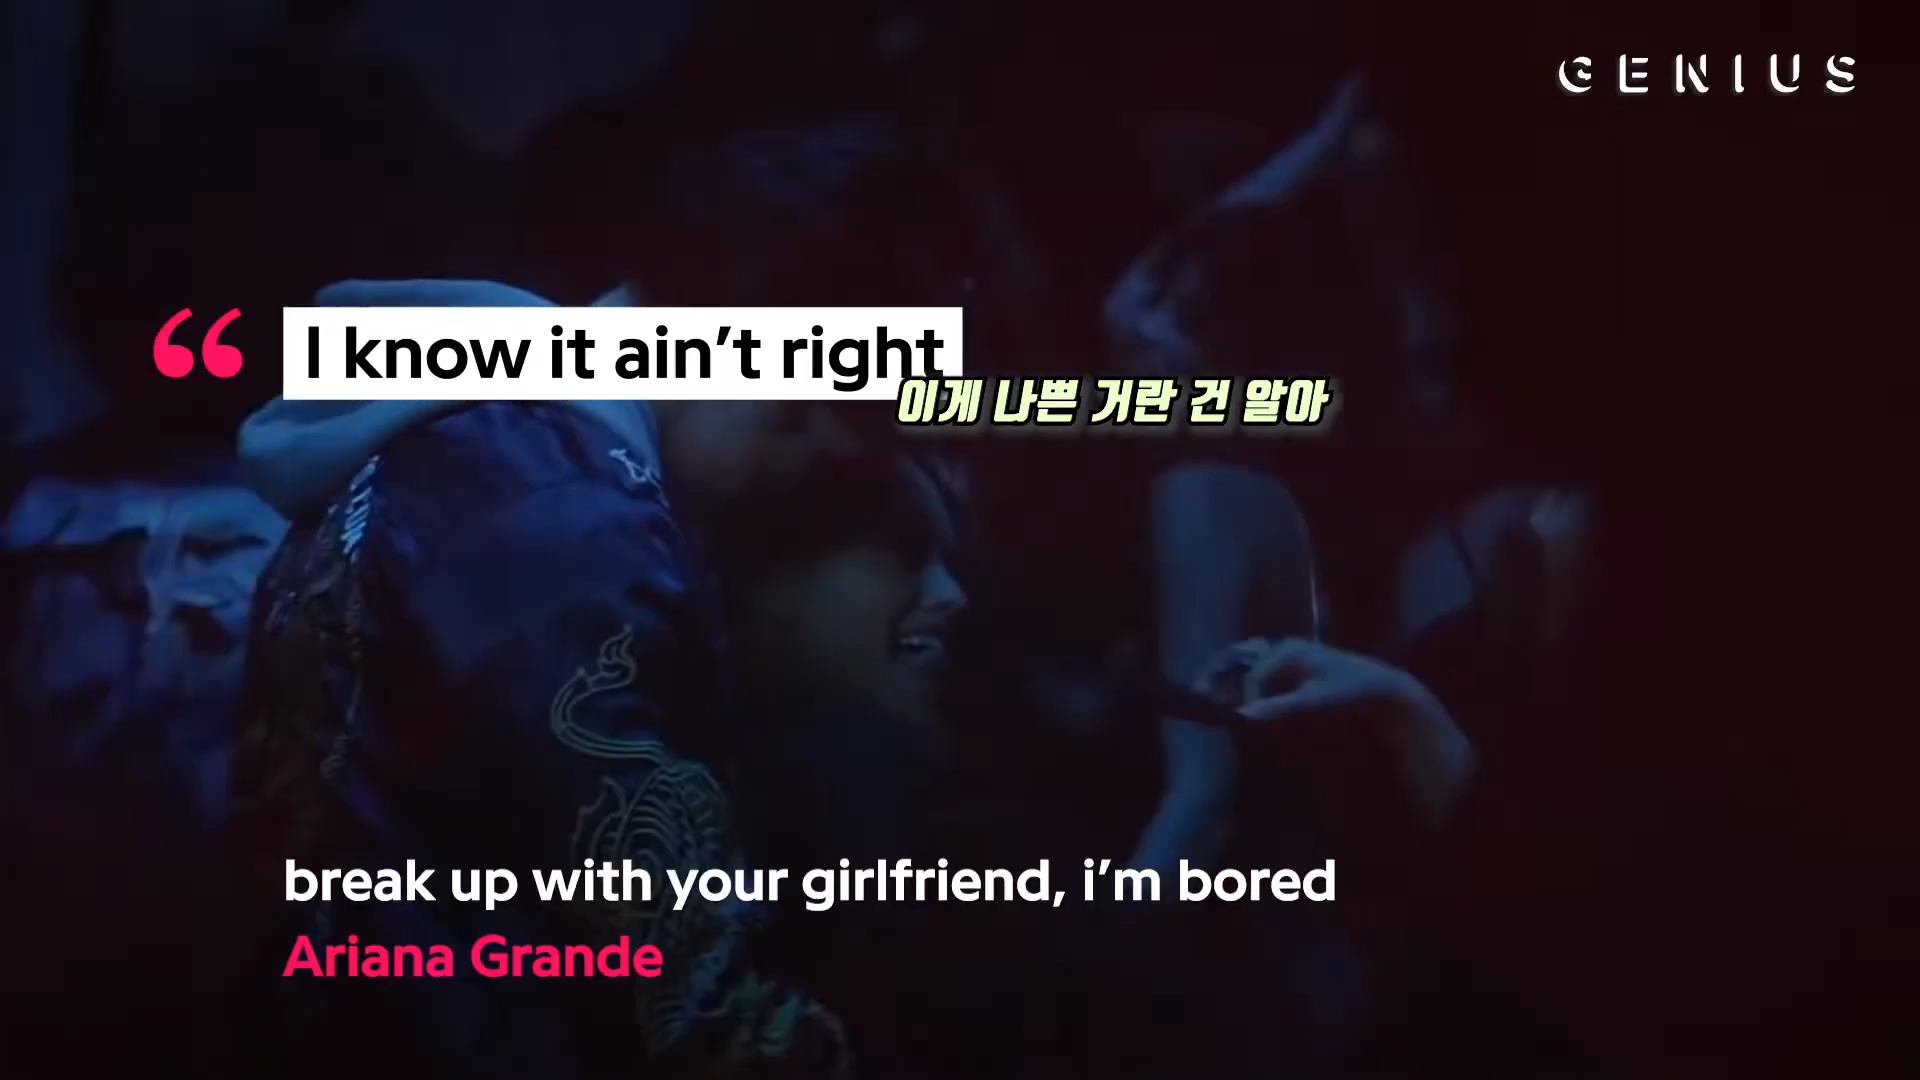 GENIUS
“ I know it ain’t right
이게 나쁜 거란 건 알아
break up with your girlfriend, i’m bored
Ariana Grande